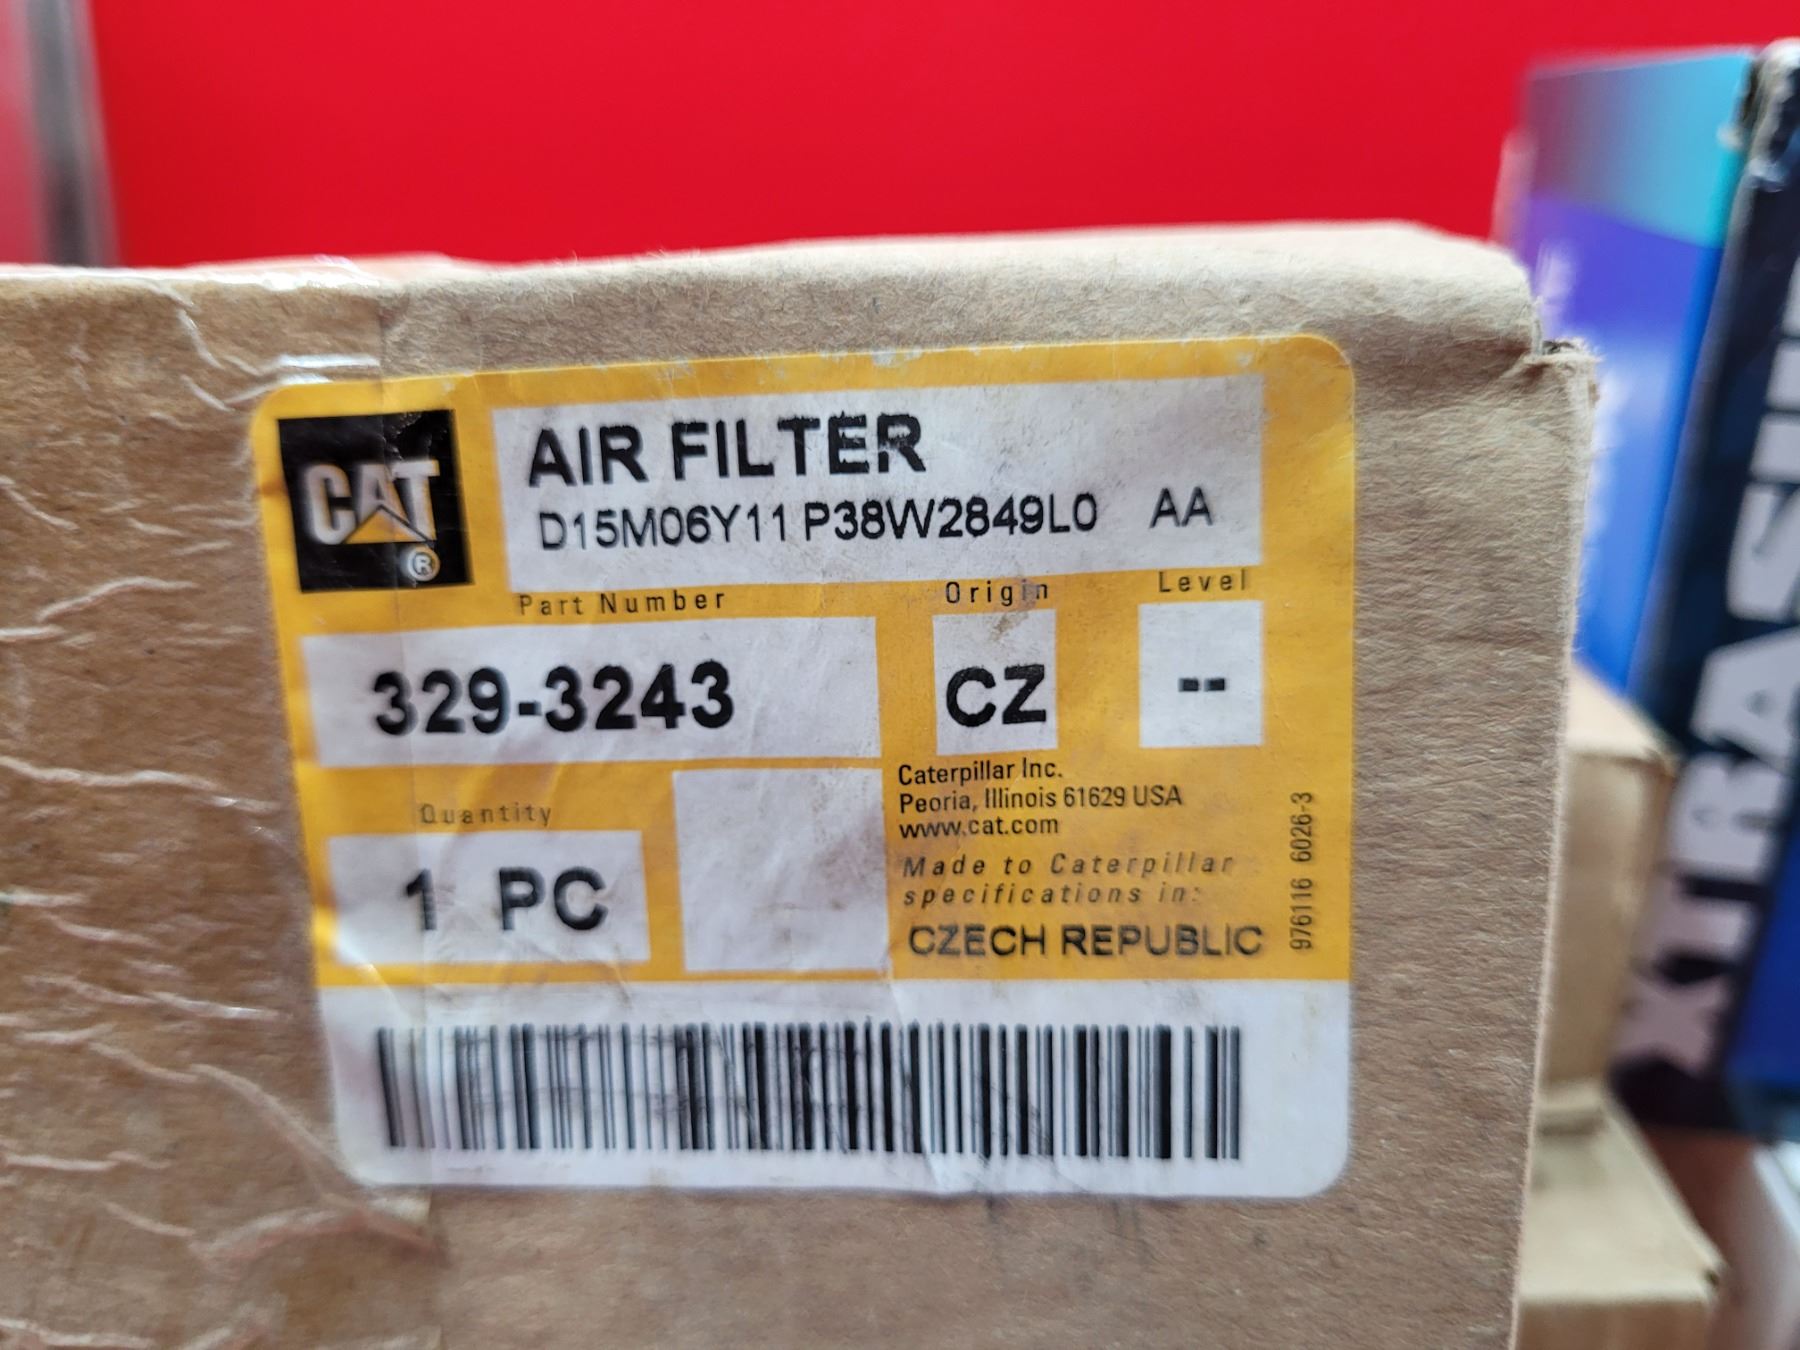 CAT
®
AIR FILTER
D15M06Y11 P38W2849L0 AA
Part Number
Origin
Level
329-3243
CZ
--
Quantity
1 PC
Caterpillar Inc.
Peoria, Illinois 61629 USA
www.cat.com
Made to Caterpillar
specifications in:
CZECH REPUBLIC
976116 6026-3